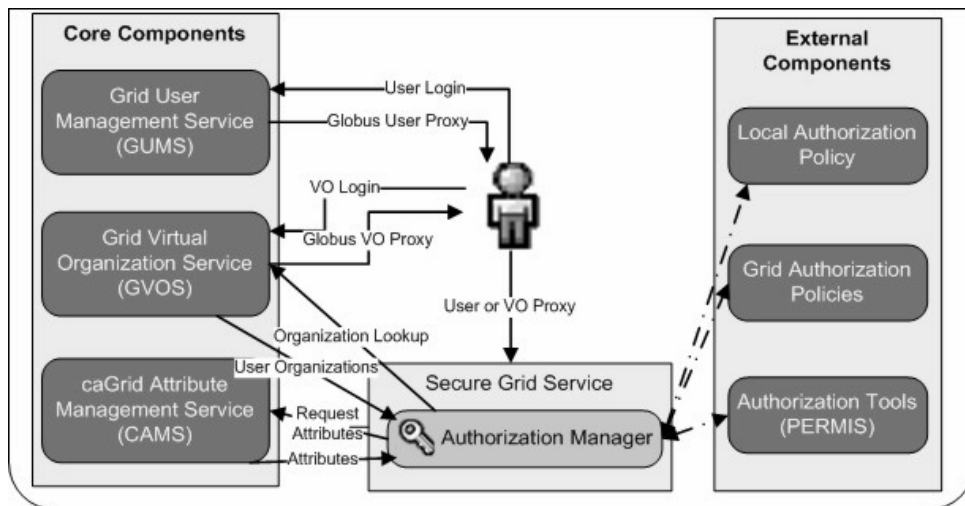 Core Components
Grid User
Management Service
(GUMS)
Grid Virtual
Organization Service
(GVOS)
caGrid Attribute
Management Service
(CAMS)
User Login
Globus User Proxy
VO Login
Globus VO Proxy
User or VO Proxy
Organization Lookup
User Organizations
Request
Attributes
Attributes
Secure Grid Service
Authorization Manager
External
Components
Local Authorization
Policy
Grid Authorization
Policies
Authorization Tools
(PERMIS)